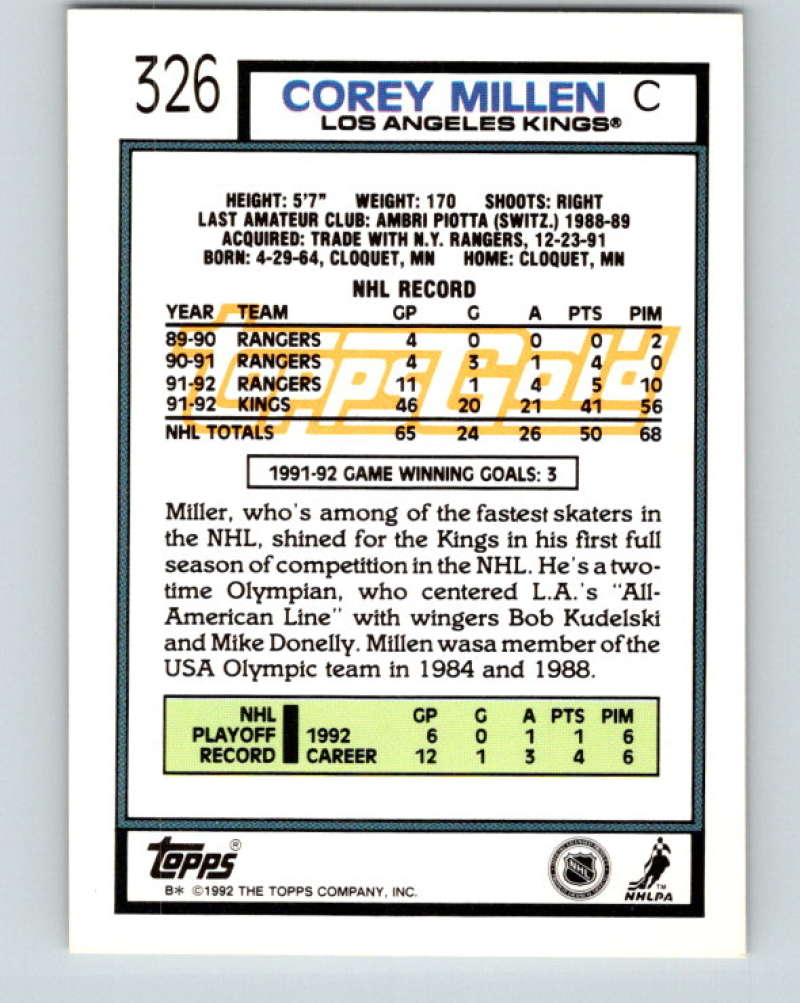 326
COREY MILLEN C
LOS ANGELES KINGS®
HEIGHT: 5'7" WEIGHT: 170 SHOOTS: RIGHT
LAST AMATEUR CLUB: AMBRI PIOTTA (SWITZ.) 1988-89
ACQUIRED: TRADE WITH N.Y. RANGERS, 12-23-91
BORN: 4-29-64, CLOQUET, MN HOME: CLOQUET, MN
NHL RECORD
YEAR TEAM GP G A PTS PIM
89-90 RANGERS 4 0 0 0 2
90-91 RANGERS 4 3 1 4 0
91-92 RANGERS 11 1 4 5 10
91-92 KINGS 46 20 21 41 56
NHL TOTALS 65 24 26 50 68
ToppsGold
1991-92 GAME WINNING GOALS: 3
Miller, who's among of the fastest skaters in
the NHL, shined for the Kings in his first full
season of competition in the NHL. He's a two-
time Olympian, who centered L.A.'s "All-
American Line" with wingers Bob Kudelski
and Mike Donelly. Millen wasa member of the
USA Olympic team in 1984 and 1988.
NHL GP G A PTS PIM
PLAYOFF 1992 6 0 1 1 6
RECORD CAREER 12 1 3 4 6
TOPPS®
B* ©1992 THE TOPPS COMPANY, INC.
NHL
TM
NHLPA